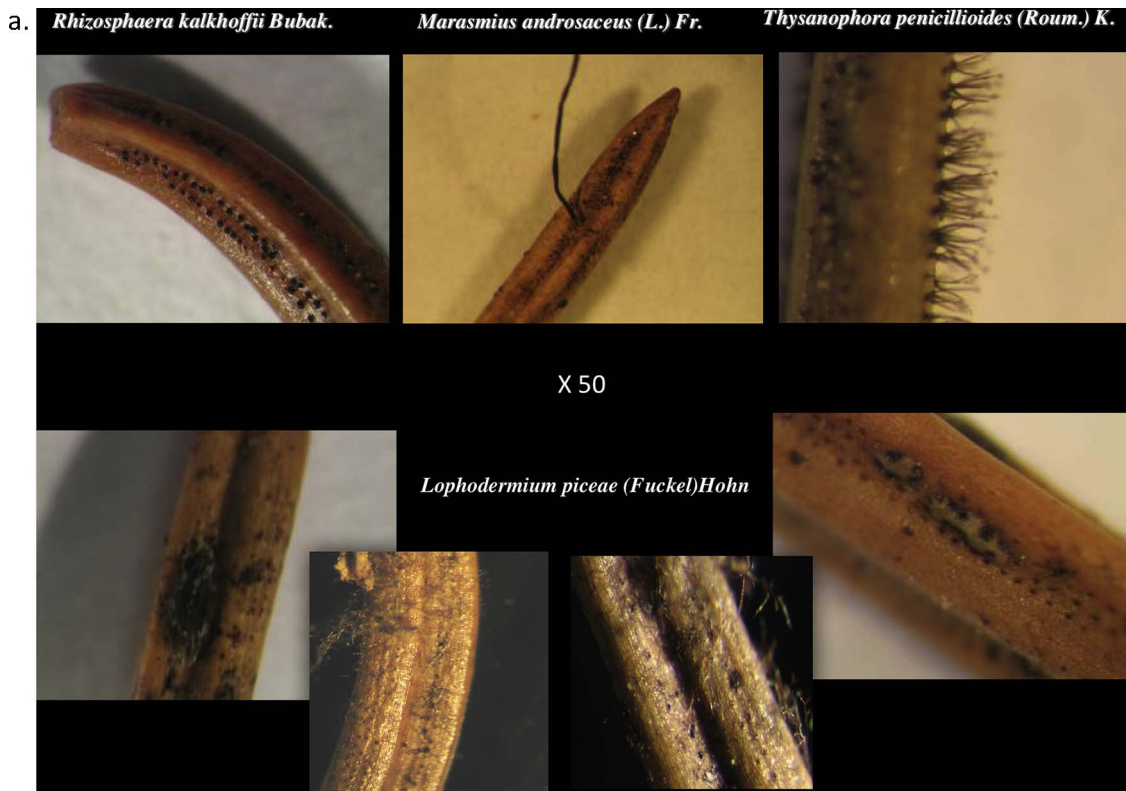 a.
Rhizosphaera kalkhoffii Bubak.
Marasmius androsaceus (L.) Fr.
Thysanophora penicillioides (Roum.) K.
X 50
Lophodermium piceae (Fuckel)Hohn